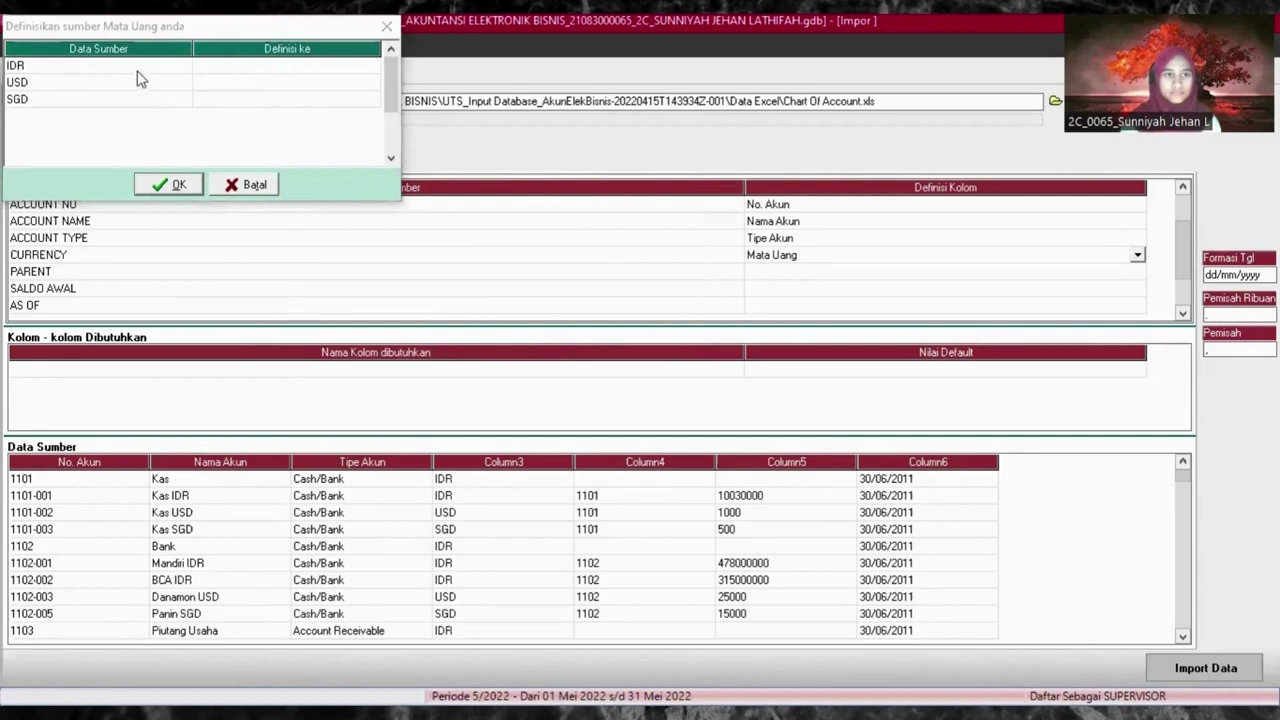 Definisikan sumber Mata Uang anda
_AKUNTANSI ELEKTRONIK BISNIS_21083000065_2C_SUNNIYAH JEHAN LATHIFAH.gdb] - [Impor ]
Data Sumber Definisi ke
IDR
USD
SGD
OK Batal
BISNIS\UTS_Input Database_AkunElekBisnis-20220415T143934Z-001\Data Excel\Chart Of Account.xls
2C_0065_Sunniyah Jehan L
umber Definisi Kolom
ACCOUNT NO No. Akun
ACCOUNT NAME Nama Akun
ACCOUNT TYPE Tipe Akun
CURRENCY Mata Uang
PARENT
SALDO AWAL
AS OF
Formasi Tgl
dd/mm/yyyy
Pemisah Ribuan
.
Pemisah
,
Kolom - kolom Dibutuhkan
Nama Kolom dibutuhkan Nilai Default
Data Sumber
No. Akun Nama Akun Tipe Akun Column3 Column4 Column5 Column6
1101 Kas Cash/Bank IDR 30/06/2011
1101-001 Kas IDR Cash/Bank IDR 1101 10030000 30/06/2011
1101-002 Kas USD Cash/Bank USD 1101 1000 30/06/2011
1101-003 Kas SGD Cash/Bank SGD 1101 500 30/06/2011
1102 Bank Cash/Bank IDR 30/06/2011
1102-001 Mandiri IDR Cash/Bank IDR 1102 478000000 30/06/2011
1102-002 BCA IDR Cash/Bank IDR 1102 315000000 30/06/2011
1102-003 Danamon USD Cash/Bank USD 1102 25000 30/06/2011
1102-005 Panin SGD Cash/Bank SGD 1102 15000 30/06/2011
1103 Piutang Usaha Account Receivable IDR 30/06/2011
Import Data
Periode 5/2022 - Dari 01 Mei 2022 s/d 31 Mei 2022 Daftar Sebagai SUPERVISOR